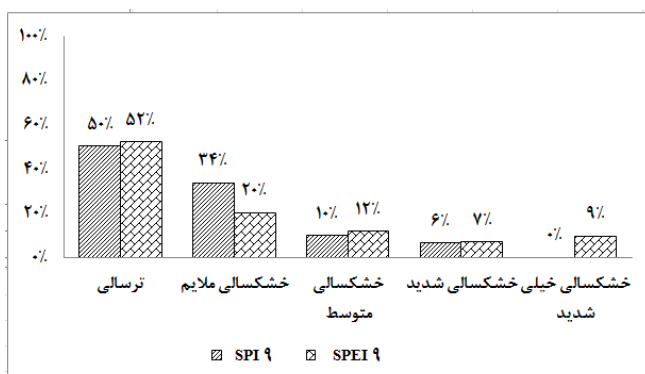 ۱۰۰٪
۸۰٪
۶۰٪
۴۰٪
۲۰٪
۰٪
۵۰٪ ۵۲٪
۳۴٪ ۲۰٪
۱۰٪ ۱۲٪
۶٪ ۷٪
۰٪ ۹٪
ترسالی
خشکسالی ملایم
خشکسالی
متوسط
خشکسالی شدید
خشکسالی خیلی
شدید
SPI ۹ SPEI ۹